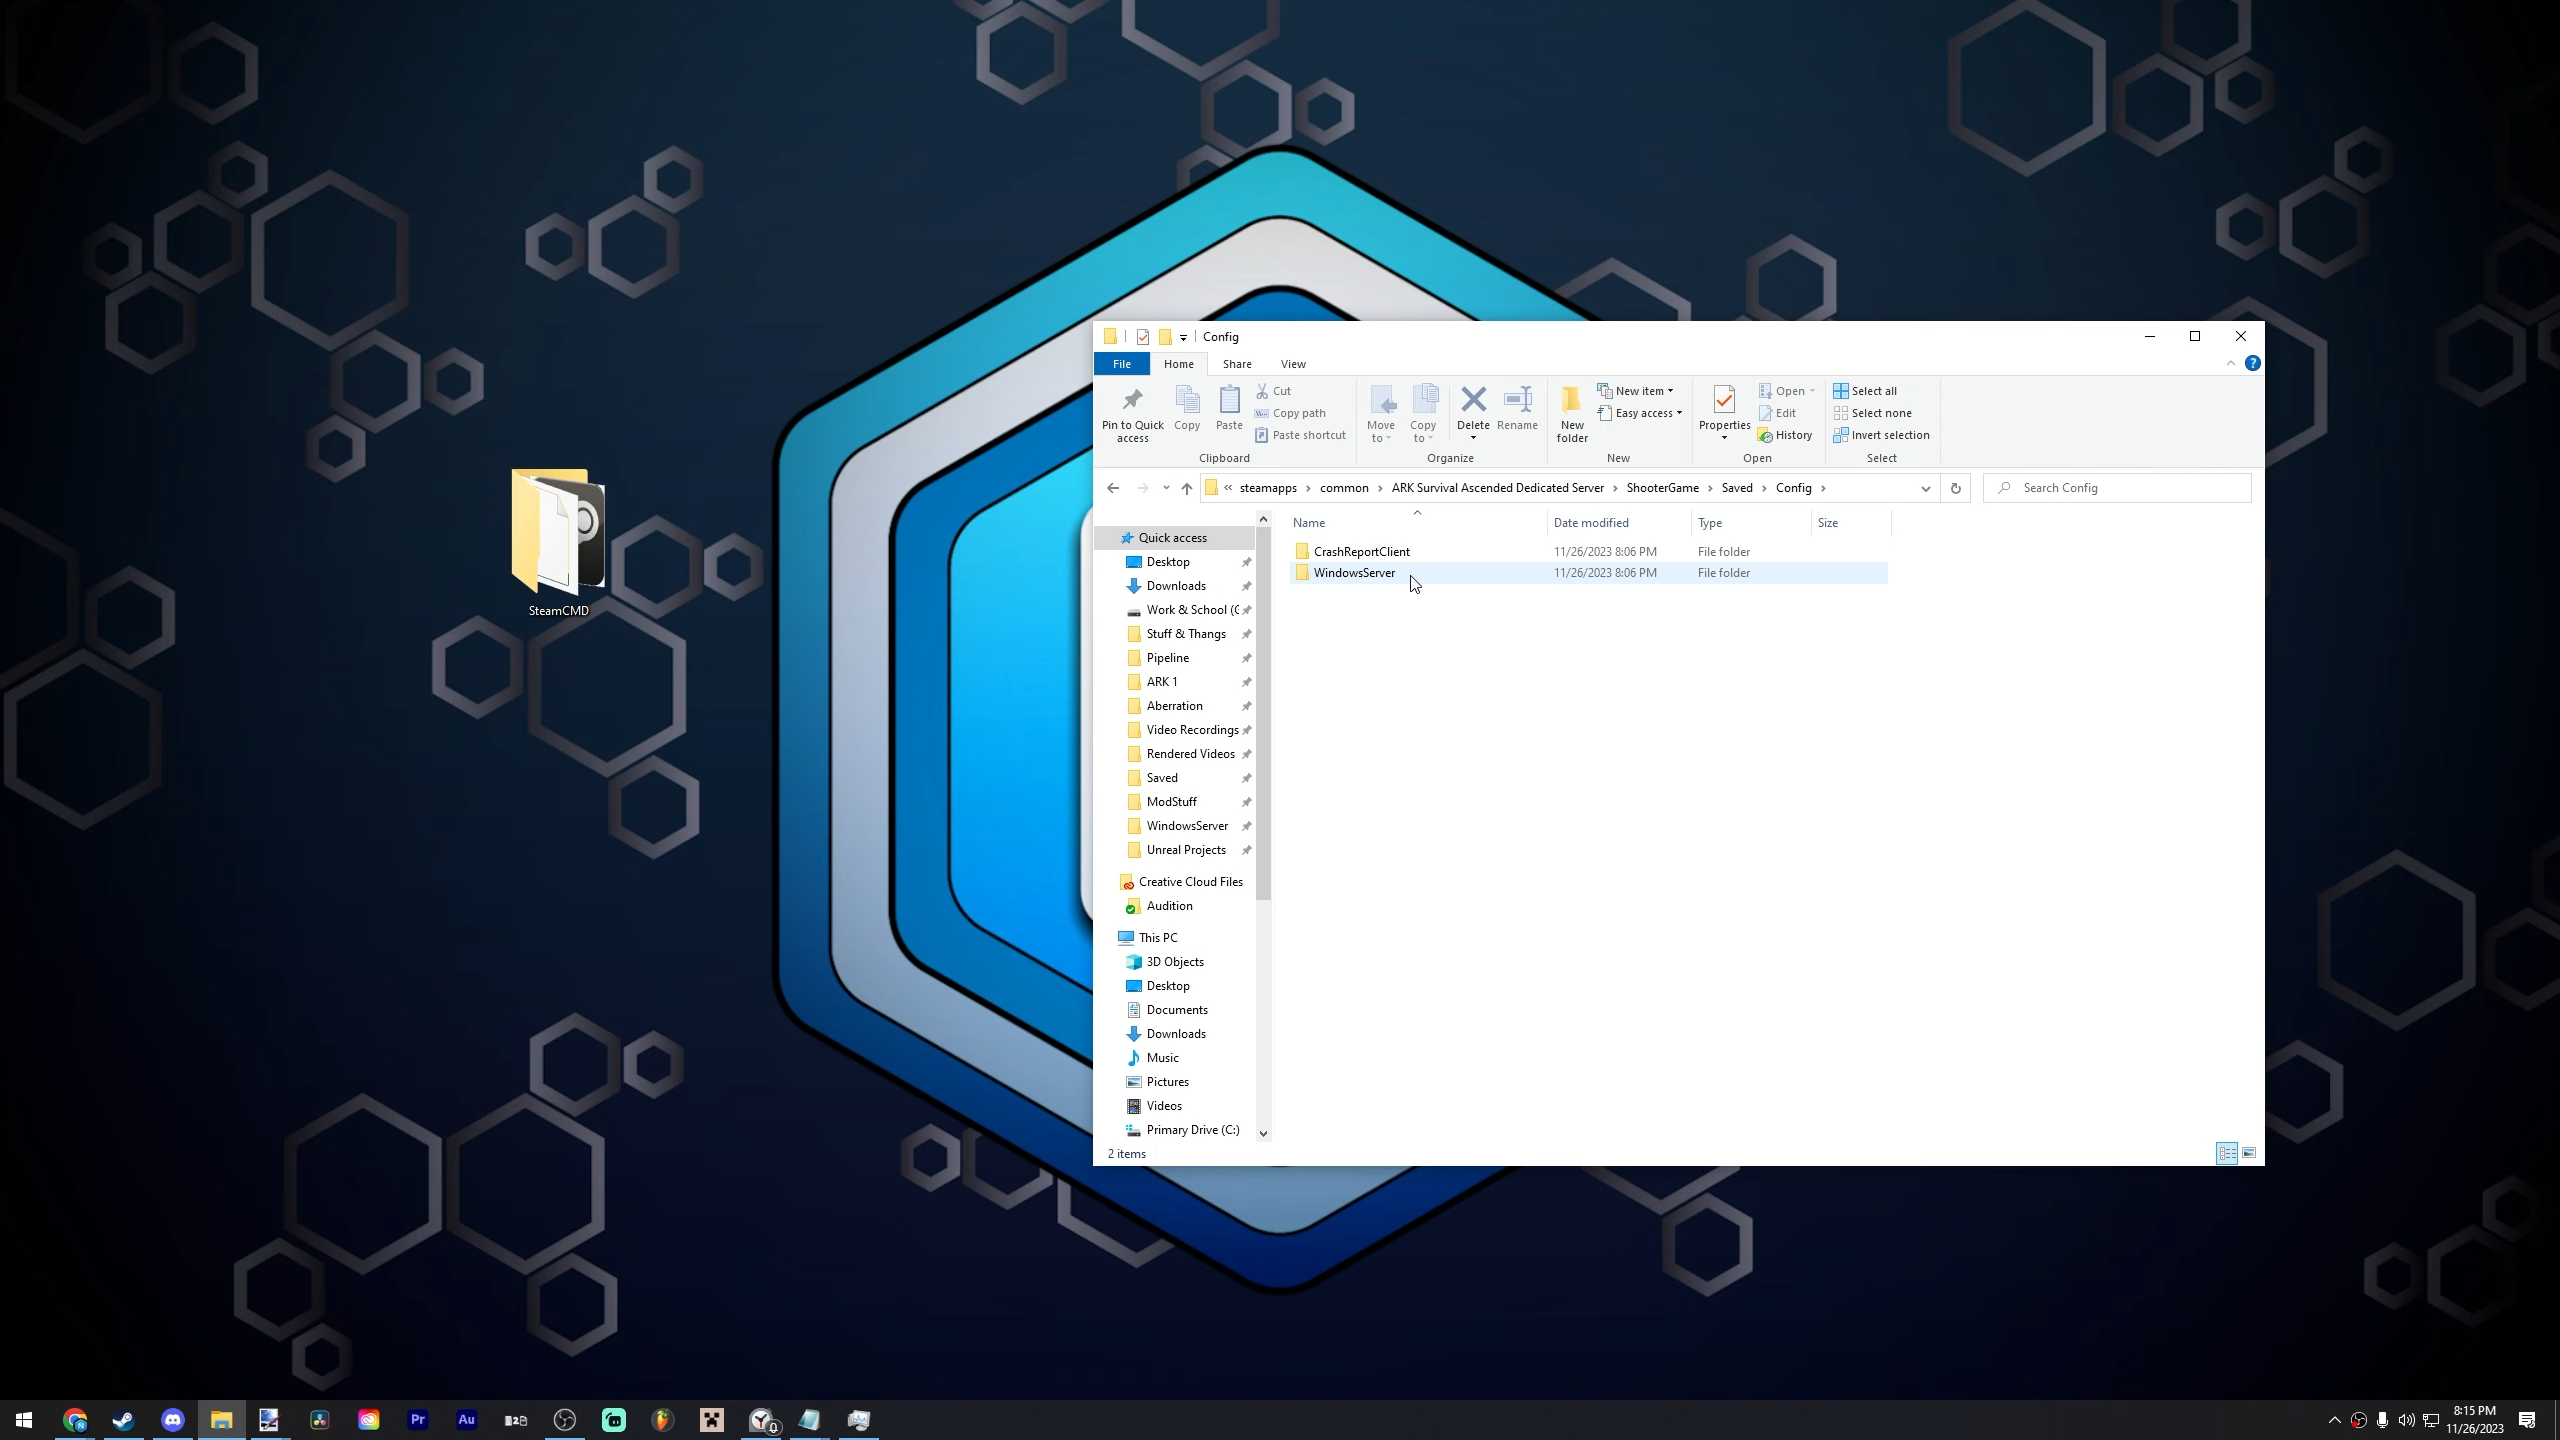 SteamCMD
Config
File
Home
Share
View
Pin to Quick
access
Copy
Paste
Cut
Copy path
Paste shortcut
Clipboard
Move
to
Copy
to
Delete
Rename
Organize
New
folder
New item
Easy access
New
Properties
Open
Edit
History
Open
Select all
Select none
Invert selection
Select
« steamapps › common › ARK Survival Ascended Dedicated Server › ShooterGame › Saved › Config ›
Search Config
Name
Date modified
Type
Size
CrashReportClient
11/26/2023 8:06 PM
File folder
WindowsServer
11/26/2023 8:06 PM
File folder
Quick access
Desktop
Downloads
Work & School (
Stuff & Thangs
Pipeline
ARK 1
Aberration
Video Recordings
Rendered Videos
Saved
ModStuff
WindowsServer
Unreal Projects
Creative Cloud Files
Audition
This PC
3D Objects
Desktop
Documents
Downloads
Music
Pictures
Videos
Primary Drive (C:)
2 items
Pr
Au
0
8:15 PM
11/26/2023